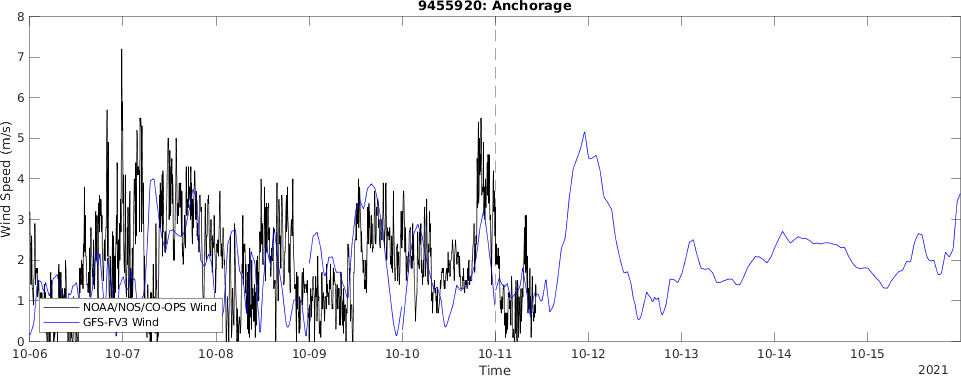 9455920: Anchorage
8
7
6
5
4
3
2
1
0
Wind Speed (m/s)
NOAA/NOS/CO-OPS Wind
GFS-FV3 Wind
10-06 10-07 10-08 10-09 10-10 10-11 10-12 10-13 10-14 10-15
Time
2021